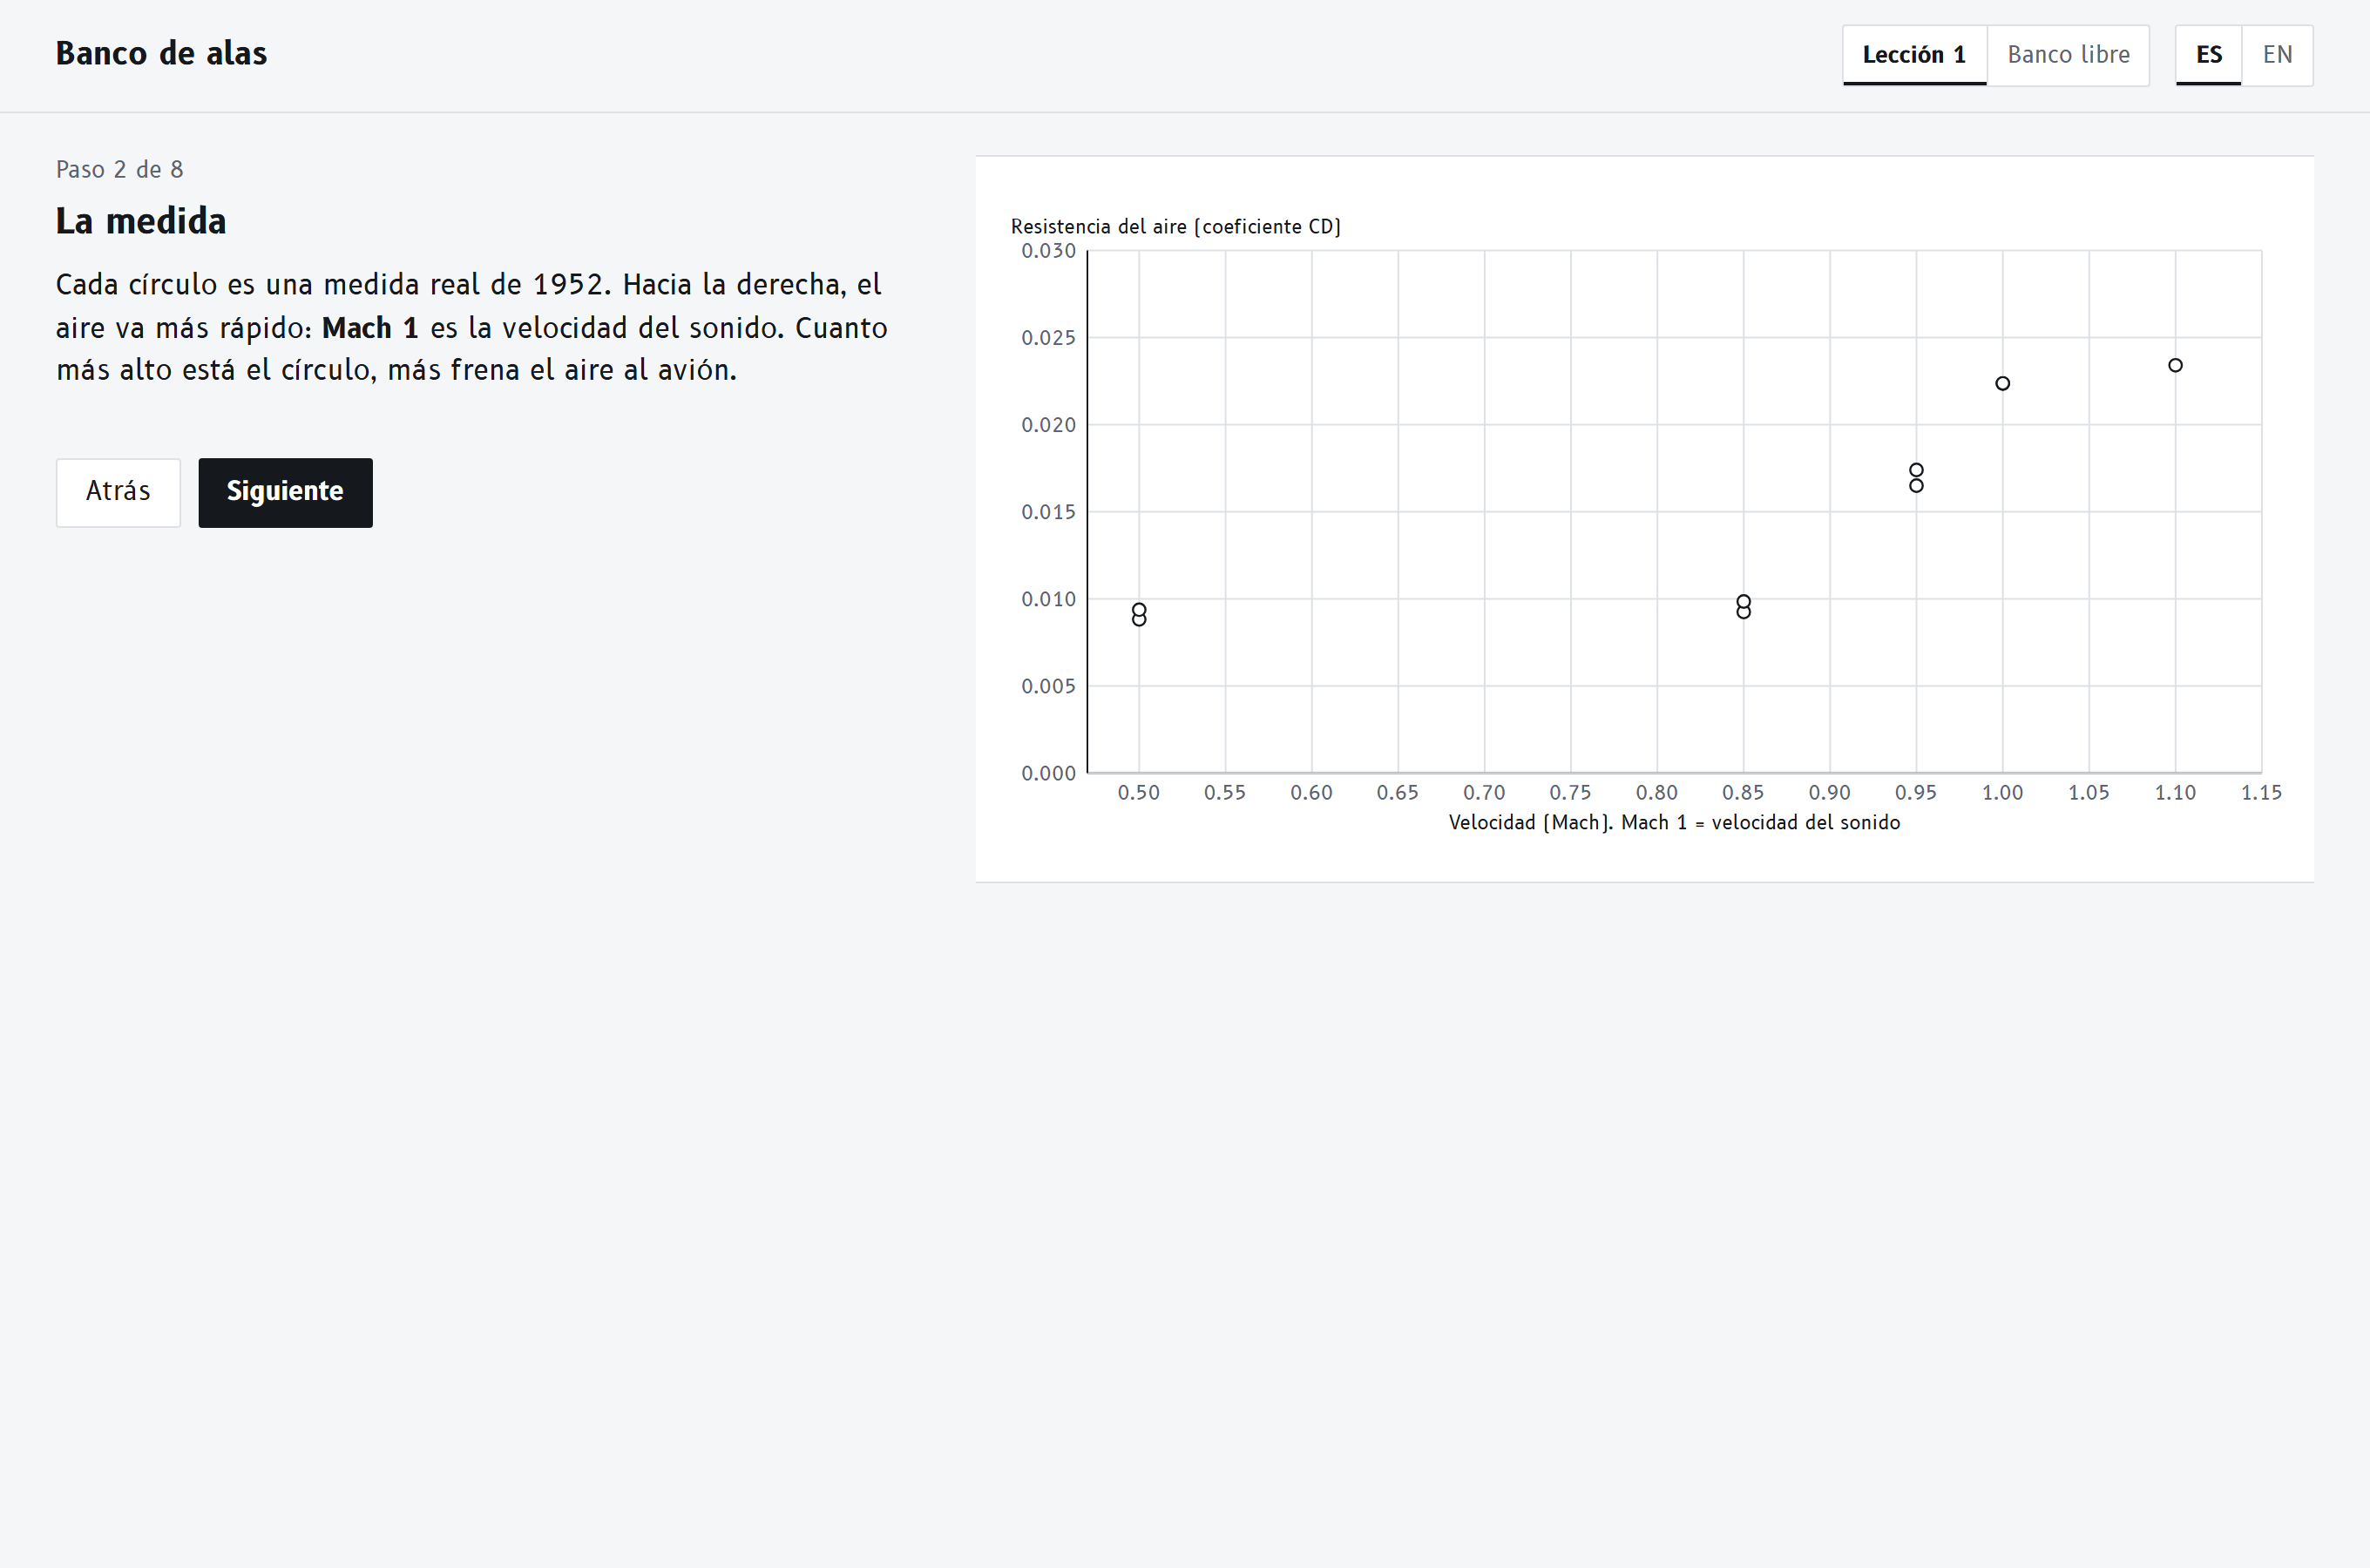 Banco de alas
Lección 1
Banco libre
ES
EN
Paso 2 de 8
La medida
Cada círculo es una medida real de 1952. Hacia la derecha, el
aire va más rápido: Mach 1 es la velocidad del sonido. Cuanto
más alto está el círculo, más frena el aire al avión.
Atrás
Siguiente
Resistencia del aire (coeficiente CD)
0.030
0.025
0.020
0.015
0.010
0.005
0.000
0.50 0.55 0.60 0.65 0.70 0.75 0.80 0.85 0.90 0.95 1.00 1.05 1.10 1.15
Velocidad (Mach). Mach 1 = velocidad del sonido